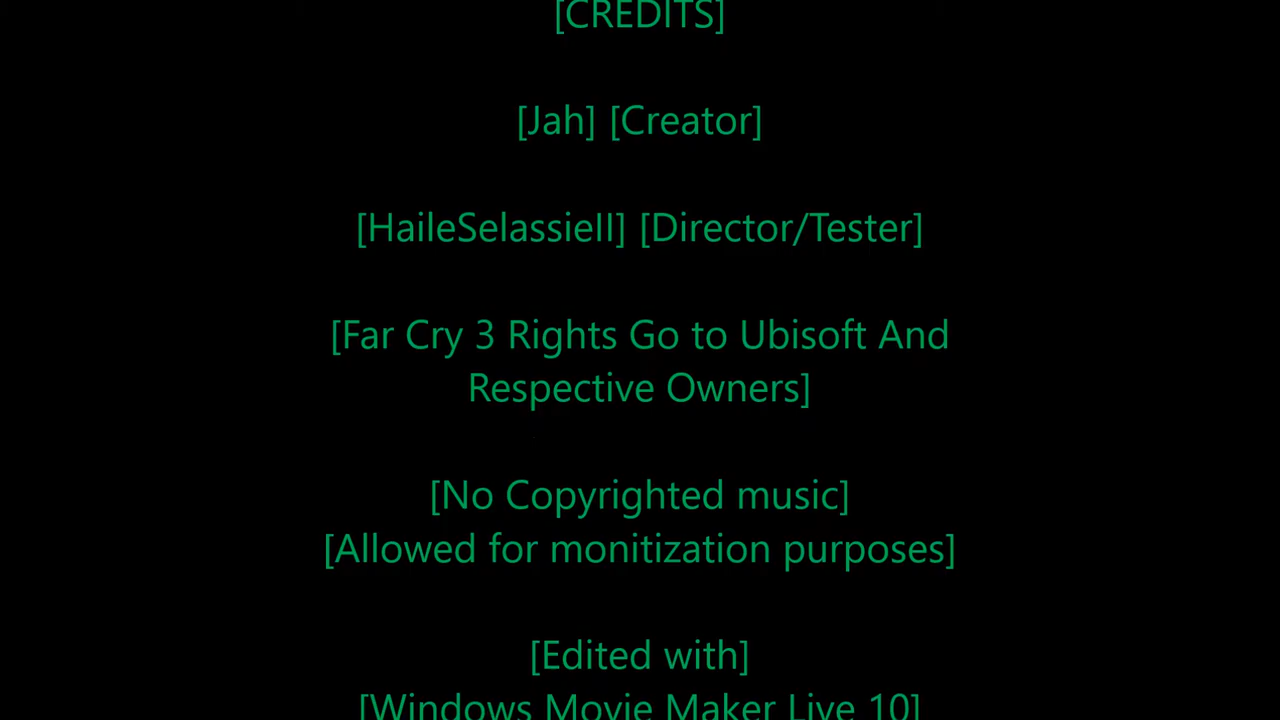 [CREDITS]
[Jah] [Creator]
[HaileSelassieII] [Director/Tester]
[Far Cry 3 Rights Go to Ubisoft And
Respective Owners]
[No Copyrighted music]
[Allowed for monitization purposes]
[Edited with]
[Windows Movie Maker Live 10]